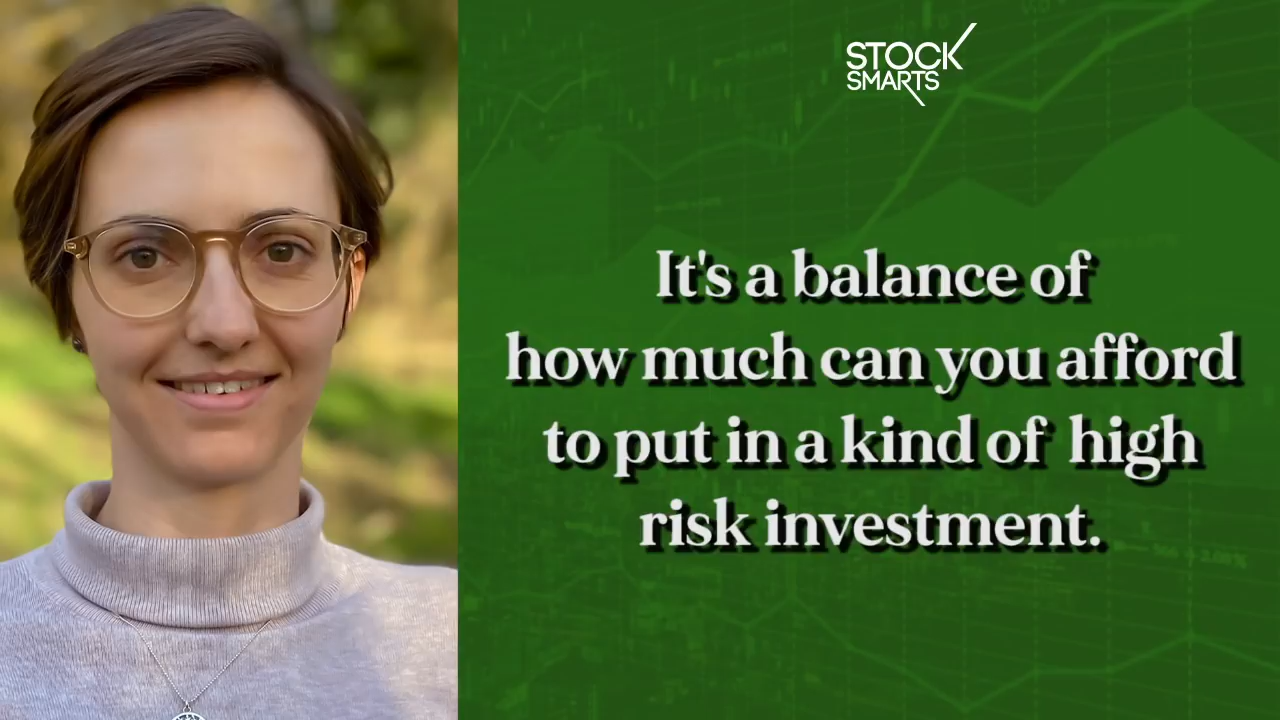 STOCK
SMARTS
It's a balance of
how much can you afford
to put in a kind of high
risk investment.